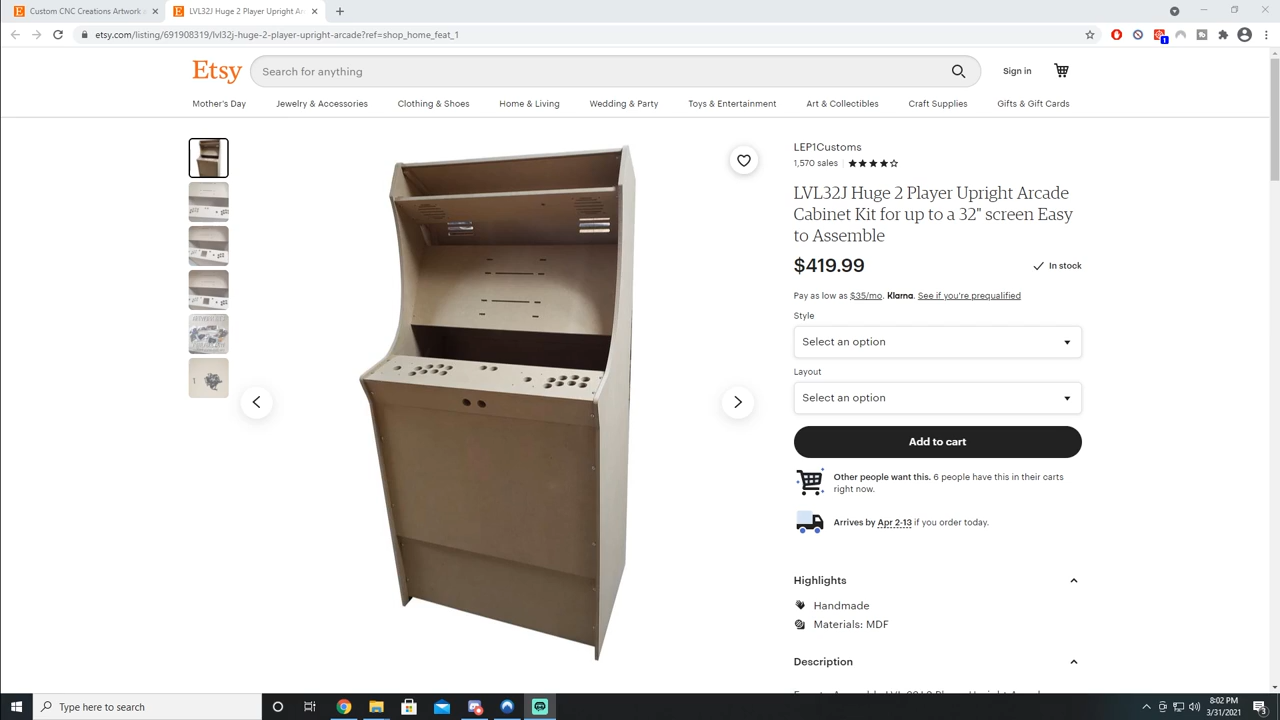 Custom CNC Creations Artwork a
LVL32J Huge 2 Player Upright Ar
etsy.com/listing/691908319/lvl32j-huge-2-player-upright-arcade?ref=shop_home_feat_1
1
Etsy
Search for anything
Sign in
Mother's Day
Jewelry & Accessories
Clothing & Shoes
Home & Living
Wedding & Party
Toys & Entertainment
Art & Collectibles
Craft Supplies
Gifts & Gift Cards
LEP1Customs
1,570 sales
LVL32J Huge 2 Player Upright Arcade
Cabinet Kit for up to a 32" screen Easy
to Assemble
$419.99
In stock
Pay as low as $35/mo. Klarna. See if you're prequalified
Style
Select an option
Layout
Select an option
Add to cart
Other people want this. 6 people have this in their carts
right now.
Arrives by Apr 2-13 if you order today.
Highlights
Handmade
Materials: MDF
Description
Type here to search
8:02 PM
3/31/2021
3